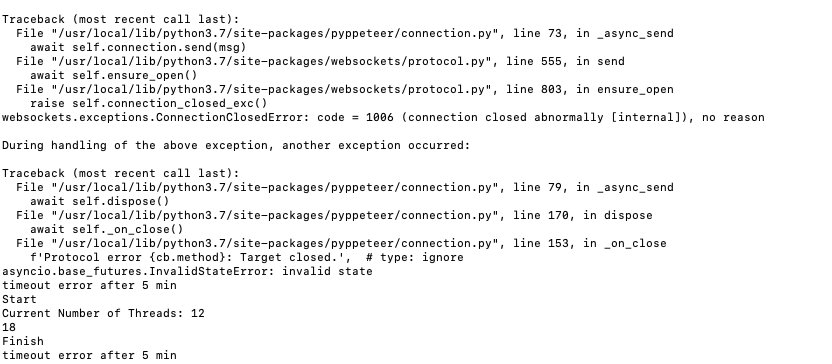 Traceback (most recent call last):
  File "/usr/local/lib/python3.7/site-packages/pyppeteer/connection.py", line 73, in _async_send
    await self.connection.send(msg)
  File "/usr/local/lib/python3.7/site-packages/websockets/protocol.py", line 555, in send
    await self.ensure_open()
  File "/usr/local/lib/python3.7/site-packages/websockets/protocol.py", line 803, in ensure_open
    raise self.connection_closed_exc()
websockets.exceptions.ConnectionClosedError: code = 1006 (connection closed abnormally [internal]), no reason

During handling of the above exception, another exception occurred:

Traceback (most recent call last):
  File "/usr/local/lib/python3.7/site-packages/pyppeteer/connection.py", line 79, in _async_send
    await self.dispose()
  File "/usr/local/lib/python3.7/site-packages/pyppeteer/connection.py", line 170, in dispose
    await self._on_close()
  File "/usr/local/lib/python3.7/site-packages/pyppeteer/connection.py", line 153, in _on_close
    f'Protocol error {cb.method}: Target closed.',  # type: ignore
asyncio.base_futures.InvalidStateError: invalid state
timeout error after 5 min
Start
Current Number of Threads: 12
18
Finish
timeout error after 5 min